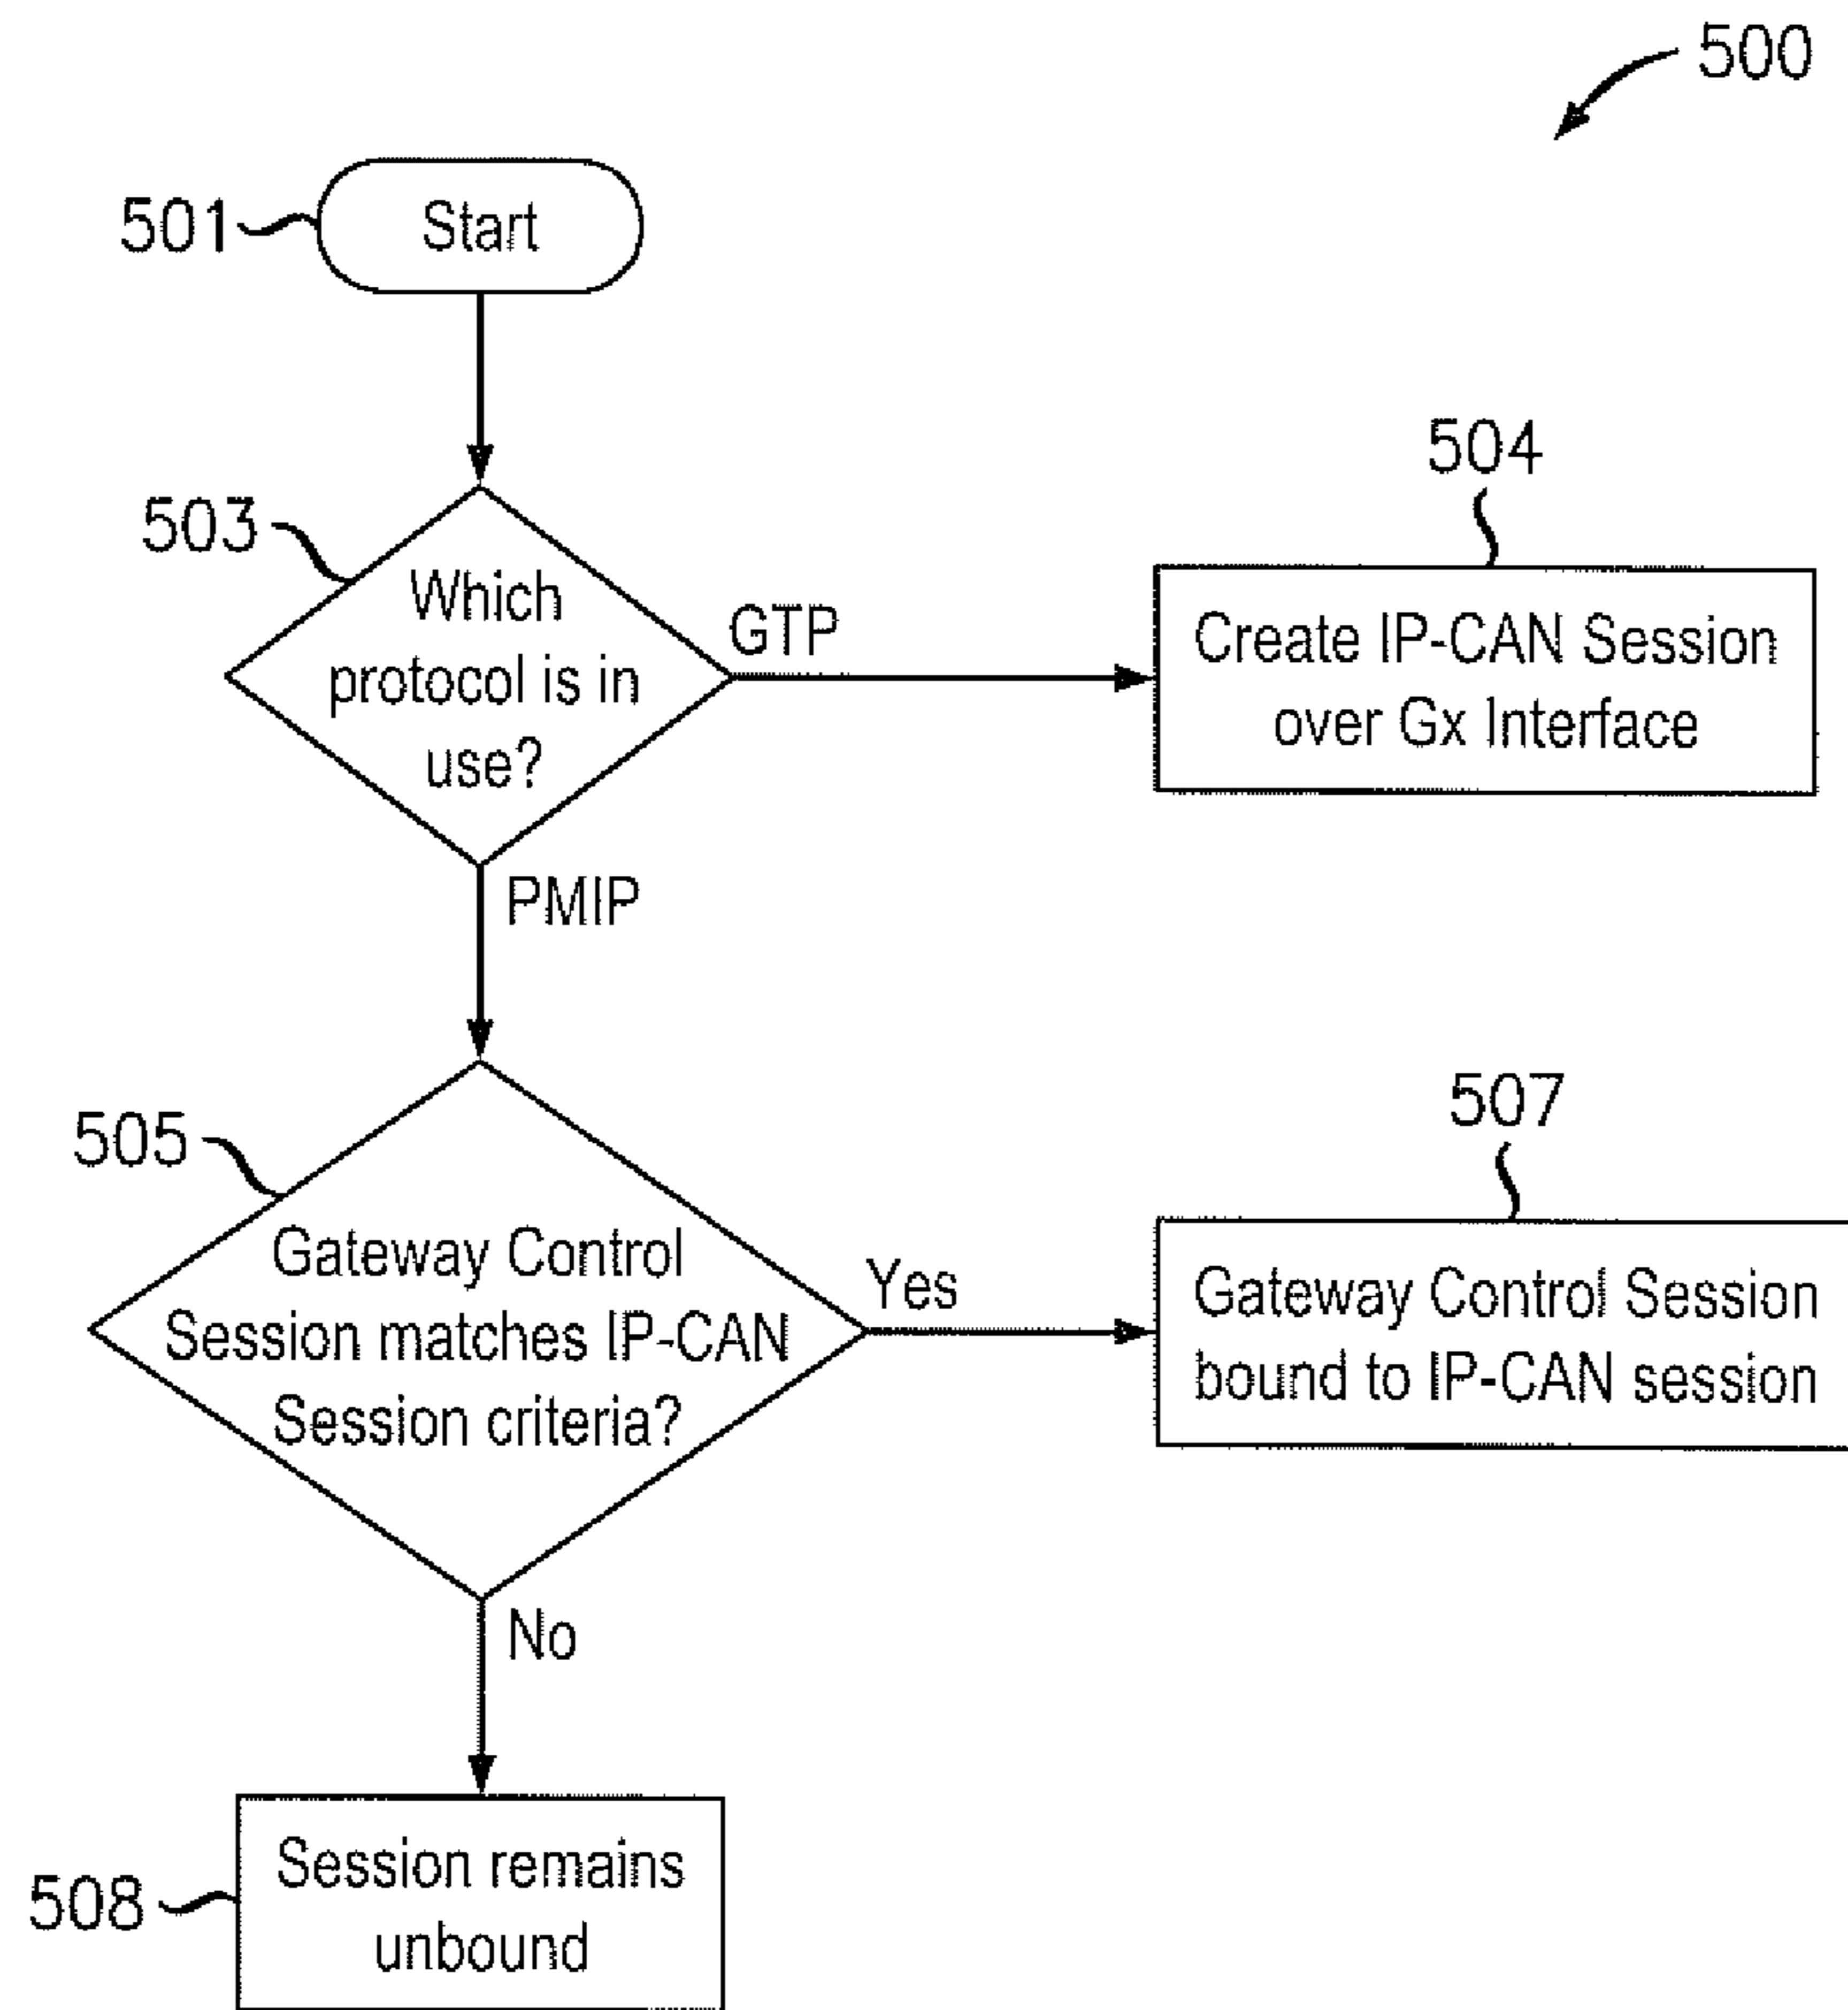 500
501
Start
503
Which
protocol is in
use?
GTP
504
Create IP-CAN Session
over Gx Interface
PMIP
505
Gateway Control
Session matches IP-CAN
Session criteria?
Yes
507
Gateway Control Session
bound to IP-CAN session
No
508
Session remains
unbound